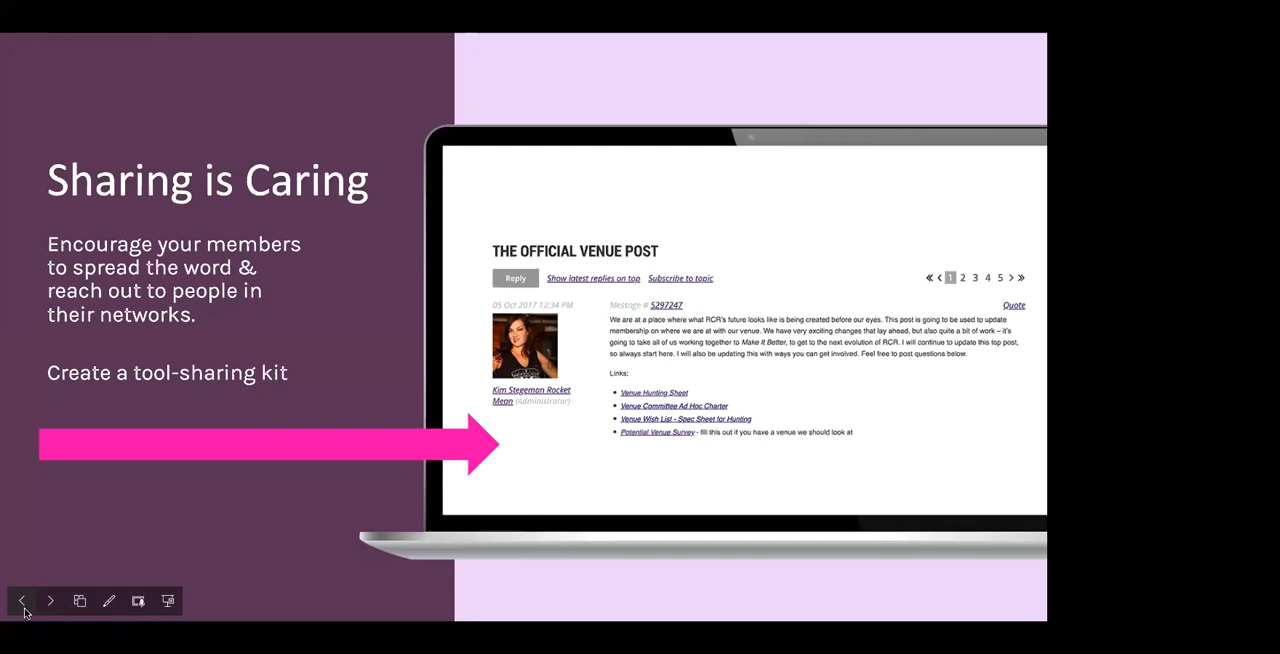 Sharing is Caring
Encourage your members
to spread the word &
reach out to people in
their networks.
Create a tool-sharing kit
THE OFFICIAL VENUE POST
Reply Show latest replies on top Subscribe to topic « ‹ 1 2 3 4 5 › »
05 Oct 2017 12:34 PM
Kim Stegeman Rocket
Mean (Administrator)
Message # 5297247 Quote
We are at a place where what RCR's future looks like is being created before our eyes. This post is going to be used to update
membership on where we are at with our venue. We have very exciting changes that lay ahead, but also quite a bit of work – it's
going to take all of us working together to Make It Better, to get to the next evolution of RCR. I will continue to update this top post,
so always start here. I will also be updating this with ways you can get involved. Feel free to post questions below.
Links:
• Venue Hunting Sheet
• Venue Committee Ad Hoc Charter
• Venue Wish List - Spec Sheet for Hunting
• Potential Venue Survey - fill this out if you have a venue we should look at